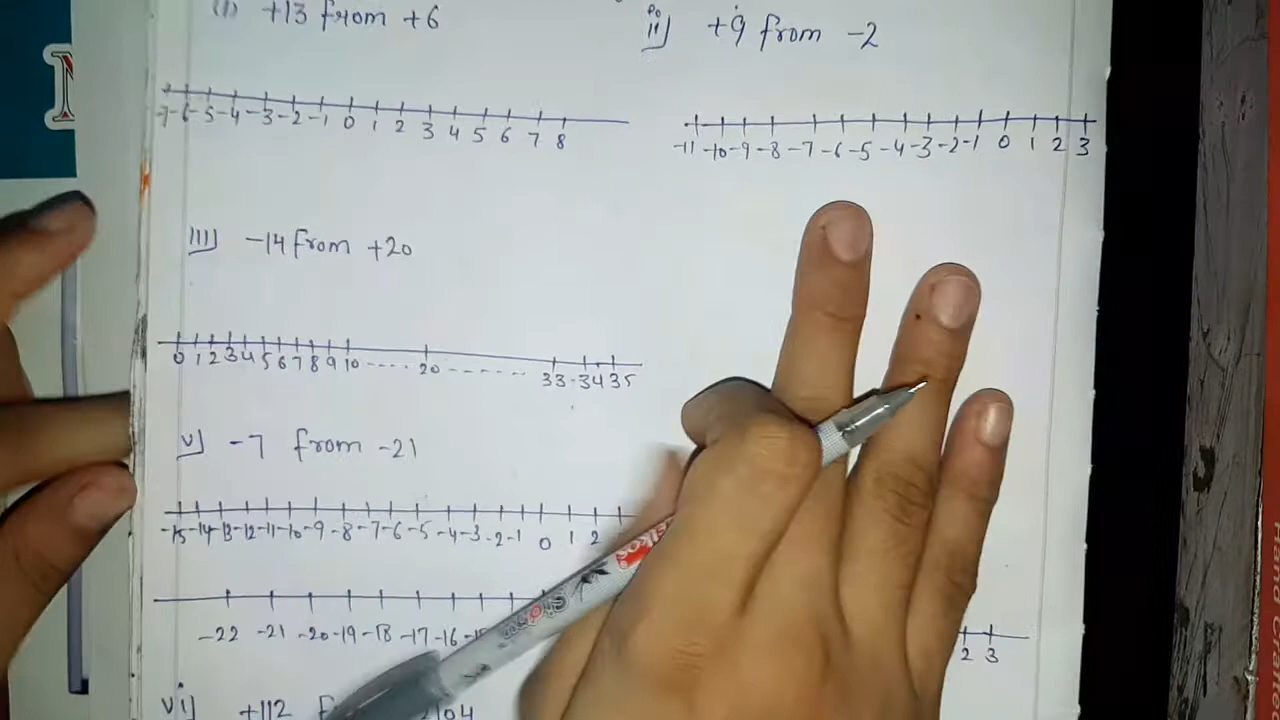 (i) +13 from +6
ii) +9 from -2
-7 -6 -5 -4 -3 -2 -1 0 1 2 3 4 5 6 7 8
-11 -10 -9 -8 -7 -6 -5 -4 -3 -2 -1 0 1 2 3
iii) -14 from +20
0 1 2 3 4 5 6 7 8 9 10 ---- 20 ------ 33 -34 35
v) -7 from -21
-15 -14 -13 -12 -11 -10 -9 -8 -7 -6 -5 -4 -3 -2 -1 0 1 2
-22 -21 -20 -19 -18 -17 -16
2 3
vi) +112